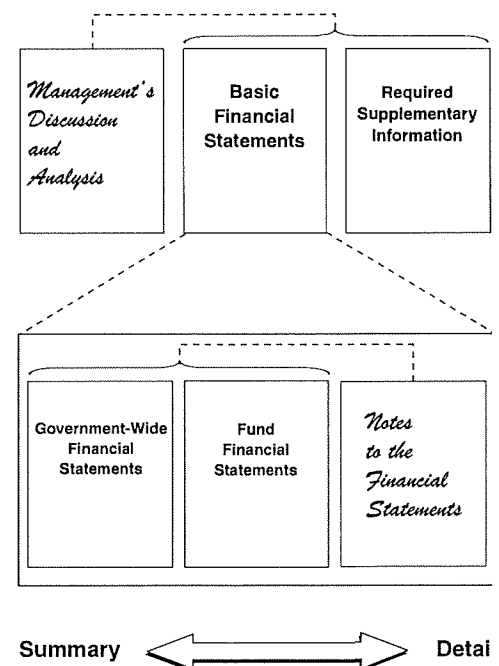 Management's
Discussion
and
Analysis
Basic
Financial
Statements
Required
Supplementary
Information
Government-Wide
Financial
Statements
Fund
Financial
Statements
Notes
to the
Financial
Statements
Summary
Detai